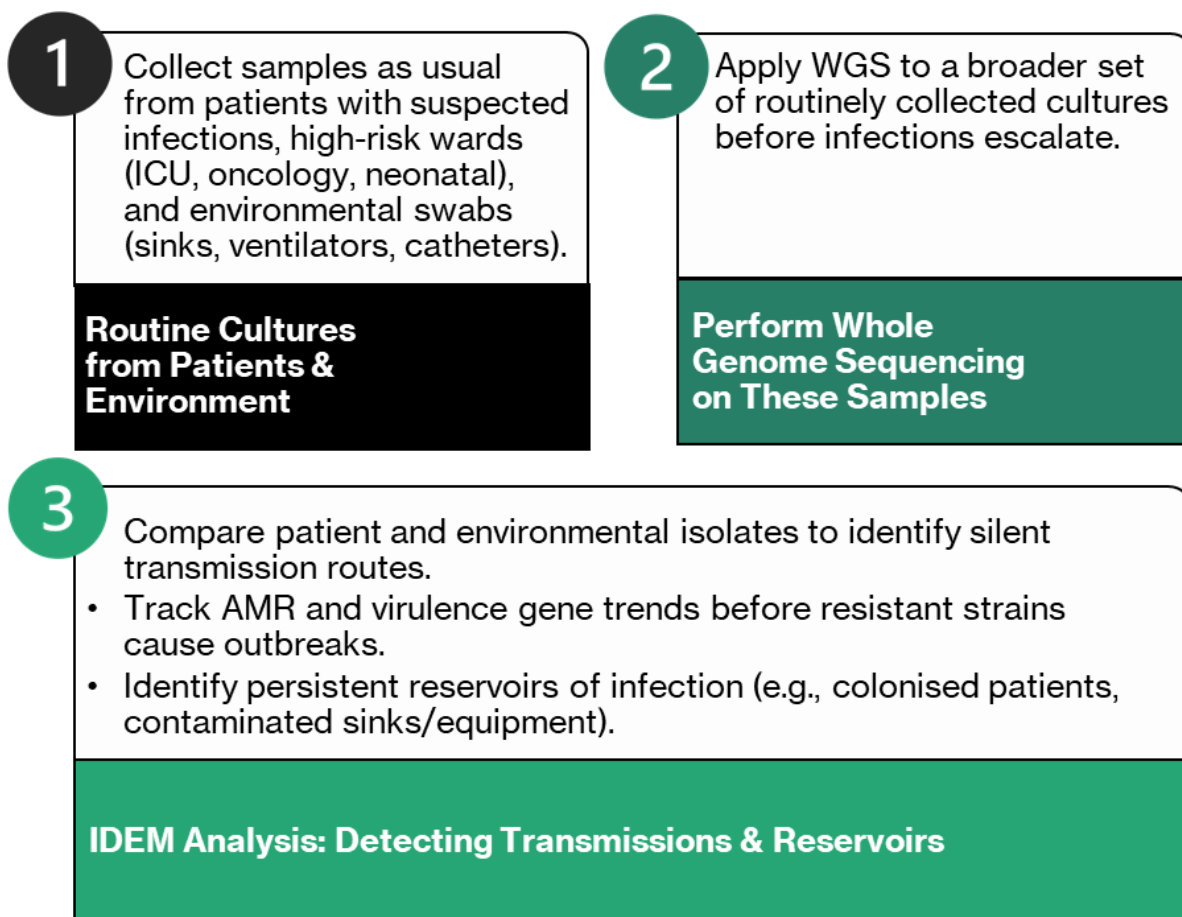 1
Collect samples as usual
from patients with suspected
infections, high-risk wards
(ICU, oncology, neonatal),
and environmental swabs
(sinks, ventilators, catheters).
Routine Cultures
from Patients &
Environment
2
Apply WGS to a broader set
of routinely collected cultures
before infections escalate.
Perform Whole
Genome Sequencing
on These Samples
3
Compare patient and environmental isolates to identify silent
transmission routes.
• Track AMR and virulence gene trends before resistant strains
cause outbreaks.
• Identify persistent reservoirs of infection (e.g., colonised patients,
contaminated sinks/equipment).
IDEM Analysis: Detecting Transmissions & Reservoirs